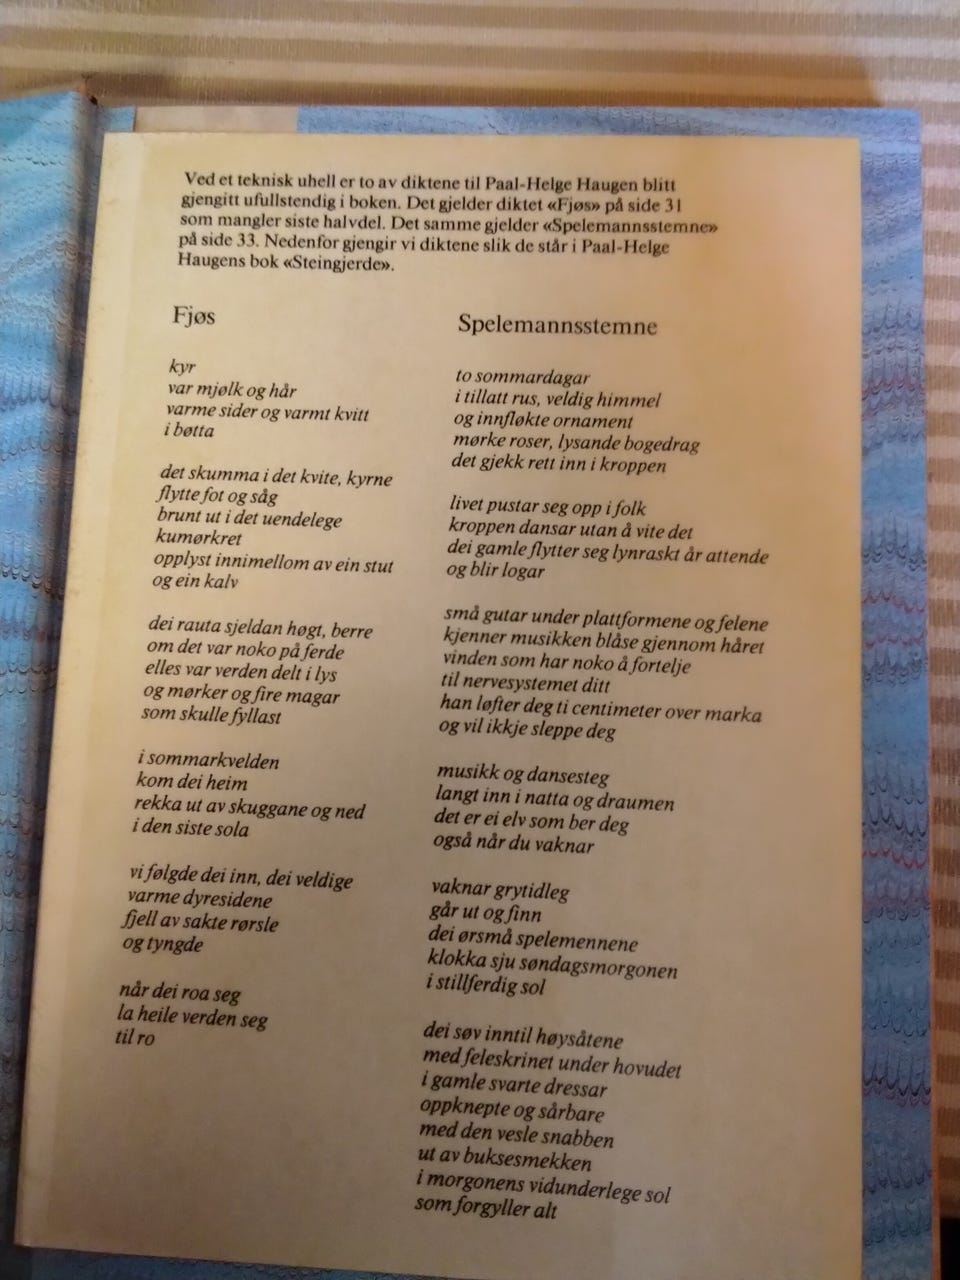 Ved et teknisk uhell er to av diktene til Paal-Helge Haugen blitt
gjengitt ufullstendig i boken. Det gjelder diktet «Fjøs» på side 31
som mangler siste halvdel. Det samme gjelder «Spelemannsstemne»
på side 33. Nedenfor gjengir vi diktene slik de står i Paal-Helge
Haugens bok «Steingjerde».
Fjøs
kyr
var mjølk og hår
varme sider og varmt kvitt
i bøtta
det skumma i det kvite, kyrne
flytte fot og såg
brunt ut i det uendelege
kumørkret
opplyst innimellom av ein stut
og ein kalv
dei rauta sjeldan høgt, berre
om det var noko på ferde
elles var verden delt i lys
og mørker og fire magar
som skulle fyllast
i sommarkvelden
kom dei heim
rekka ut av skuggane og ned
i den siste sola
vi følgde dei inn, dei veldige
varme dyresidene
fjell av sakte rørsle
og tyngde
når dei roa seg
la heile verden seg
til ro
Spelemannsstemne
to sommardagar
i tillatt rus, veldig himmel
og innfløkte ornament
mørke roser, lysande bogedrag
det gjekk rett inn i kroppen
livet pustar seg opp i folk
kroppen dansar utan å vite det
dei gamle flytter seg lynraskt år attende
og blir logar
små gutar under plattformene og felene
kjenner musikken blåse gjennom håret
vinden som har noko å fortelje
til nervesystemet ditt
han løfter deg ti centimeter over marka
og vil ikkje sleppe deg
musikk og dansesteg
langt inn i natta og draumen
det er ei elv som ber deg
også når du vaknar
vaknar grytidleg
går ut og finn
dei ørsmå spelemennene
klokka sju søndagsmorgonen
i stillferdig sol
dei søv inntil høysåtene
med feleskrinet under hovudet
i gamle svarte dressar
oppknepte og sårbare
med den vesle snabben
ut av buksesmekken
i morgonens vidunderlege sol
som forgyller alt